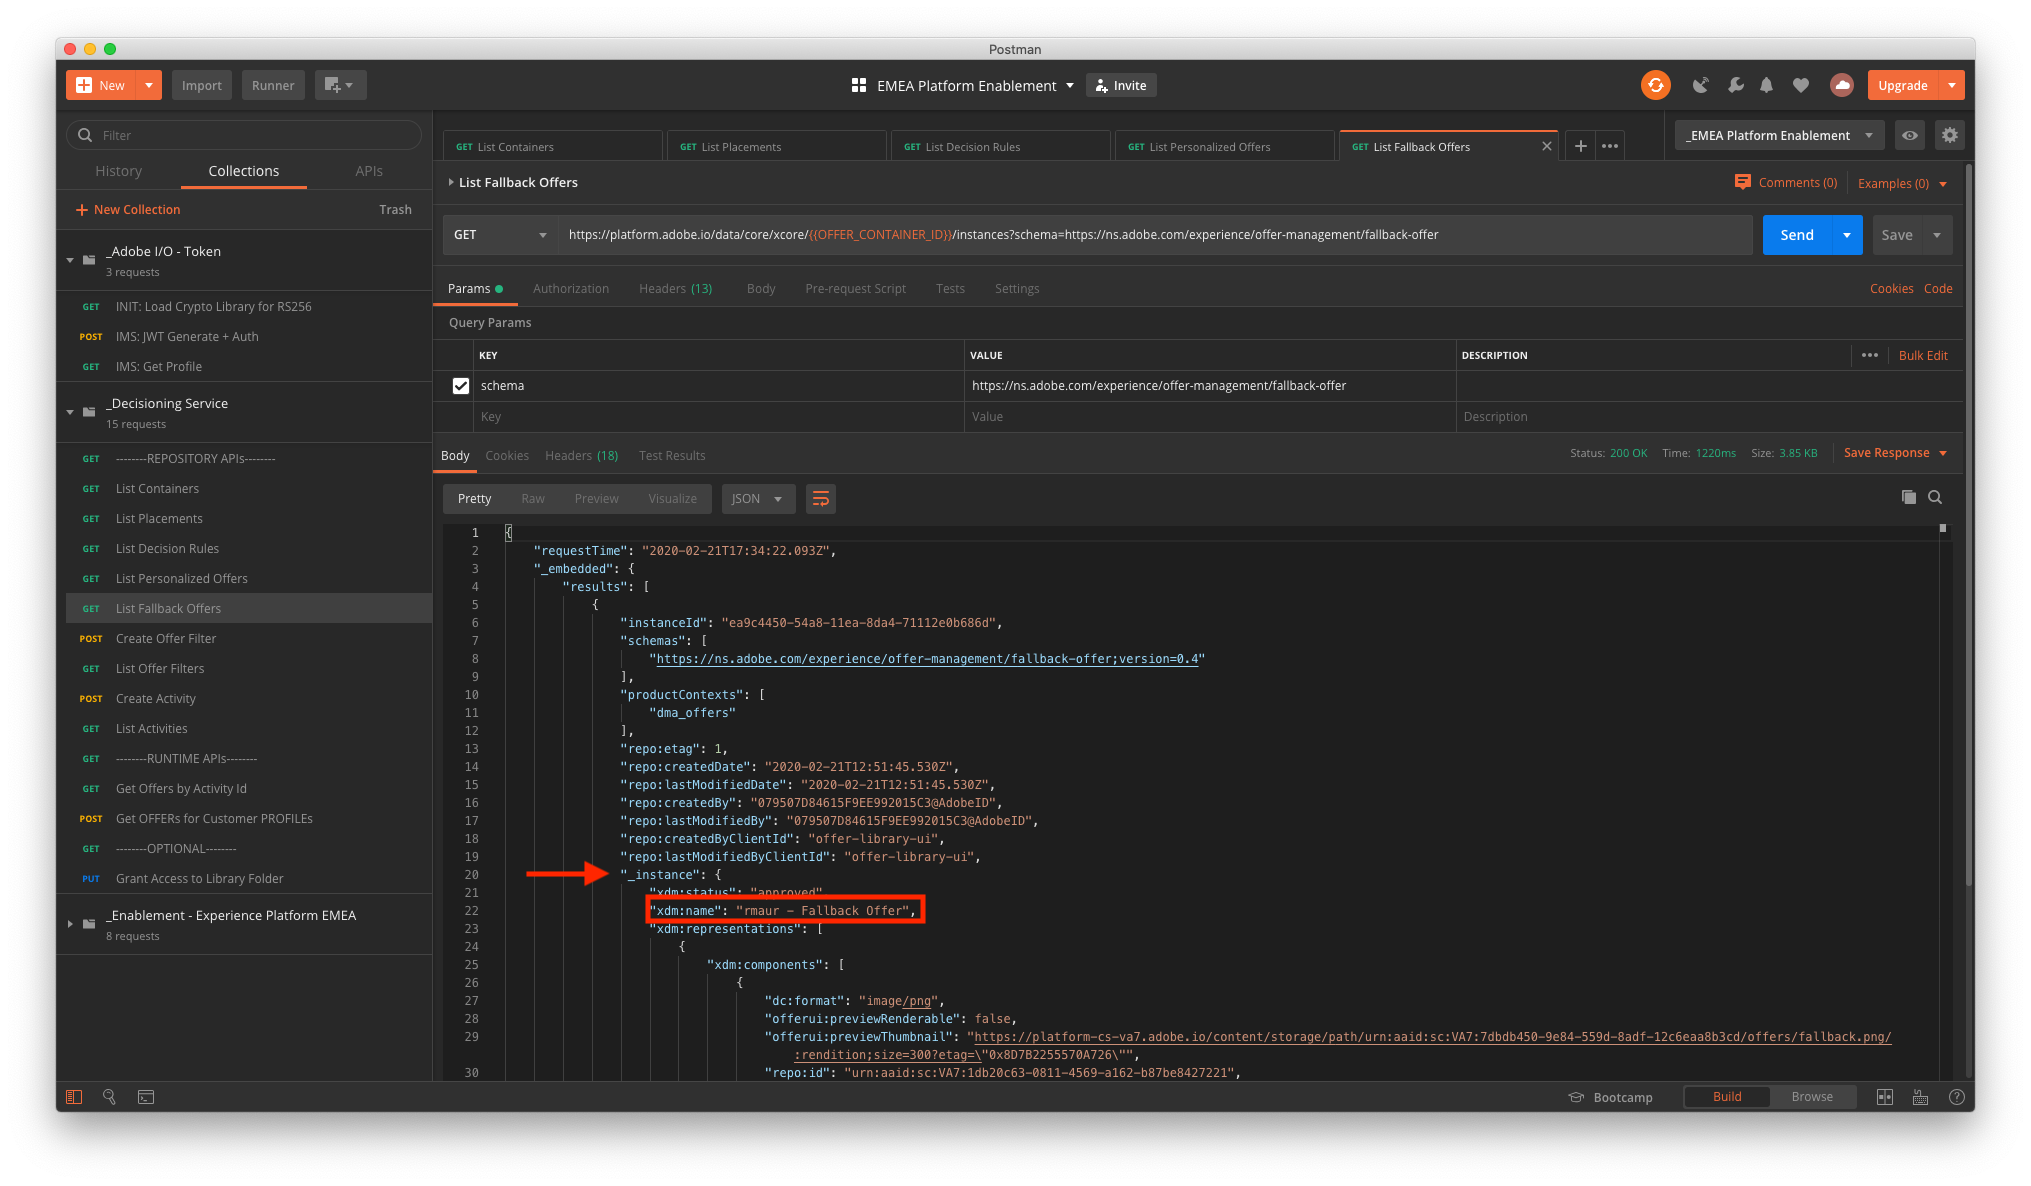 Postman
New
Import
Runner
EMEA Platform Enablement
Invite
Upgrade
Filter
History
Collections
APIs
New Collection
Trash
_Adobe I/O - Token
3 requests
GET INIT: Load Crypto Library for RS256
POST IMS: JWT Generate + Auth
GET IMS: Get Profile
_Decisioning Service
15 requests
GET --------REPOSITORY APIs--------
GET List Containers
GET List Placements
GET List Decision Rules
GET List Personalized Offers
GET List Fallback Offers
POST Create Offer Filter
GET List Offer Filters
POST Create Activity
GET List Activities
GET --------RUNTIME APIs--------
GET Get Offers by Activity Id
POST Get OFFERs for Customer PROFILEs
GET --------OPTIONAL--------
PUT Grant Access to Library Folder
_Enablement - Experience Platform EMEA
8 requests
GET List Containers
GET List Placements
GET List Decision Rules
GET List Personalized Offers
GET List Fallback Offers
_EMEA Platform Enablement
List Fallback Offers
Comments (0)
Examples (0)
GET
https://platform.adobe.io/data/core/xcore/{{OFFER_CONTAINER_ID}}/instances?schema=https://ns.adobe.com/experience/offer-management/fallback-offer
Send
Save
Params
Authorization
Headers (13)
Body
Pre-request Script
Tests
Settings
Cookies
Code
Query Params
KEY
VALUE
DESCRIPTION
Bulk Edit
schema
https://ns.adobe.com/experience/offer-management/fallback-offer
Key
Value
Description
Body
Cookies
Headers (18)
Test Results
Status: 200 OK
Time: 1220ms
Size: 3.85 KB
Save Response
Pretty
Raw
Preview
Visualize
JSON
1 {
2 "requestTime": "2020-02-21T17:34:22.093Z",
3 "_embedded": {
4 "results": [
5 {
6 "instanceId": "ea9c4450-54a8-11ea-8da4-71112e0b686d",
7 "schemas": [
8 "https://ns.adobe.com/experience/offer-management/fallback-offer;version=0.4"
9 ],
10 "productContexts": [
11 "dma_offers"
12 ],
13 "repo:etag": 1,
14 "repo:createdDate": "2020-02-21T12:51:45.530Z",
15 "repo:lastModifiedDate": "2020-02-21T12:51:45.530Z",
16 "repo:createdBy": "079507D84615F9EE992015C3@AdobeID",
17 "repo:lastModifiedBy": "079507D84615F9EE992015C3@AdobeID",
18 "repo:createdByClientId": "offer-library-ui",
19 "repo:lastModifiedByClientId": "offer-library-ui",
20 "_instance": {
21 "xdm:status": "approved",
22 "xdm:name": "rmaur - Fallback Offer",
23 "xdm:representations": [
24 {
25 "xdm:components": [
26 {
27 "dc:format": "image/png",
28 "offerui:previewRenderable": false,
29 "offerui:previewThumbnail": "https://platform-cs-va7.adobe.io/content/storage/path/urn:aaid:sc:VA7:7dbdb450-9e84-559d-8adf-12c6eaa8b3cd/offers/fallback.png/
:rendition;size=300?etag=\"0x8D7B2255570A726\"",
30 "repo:id": "urn:aaid:sc:VA7:1db20c63-0811-4569-a162-b87be8427221",
Bootcamp
Build
Browse